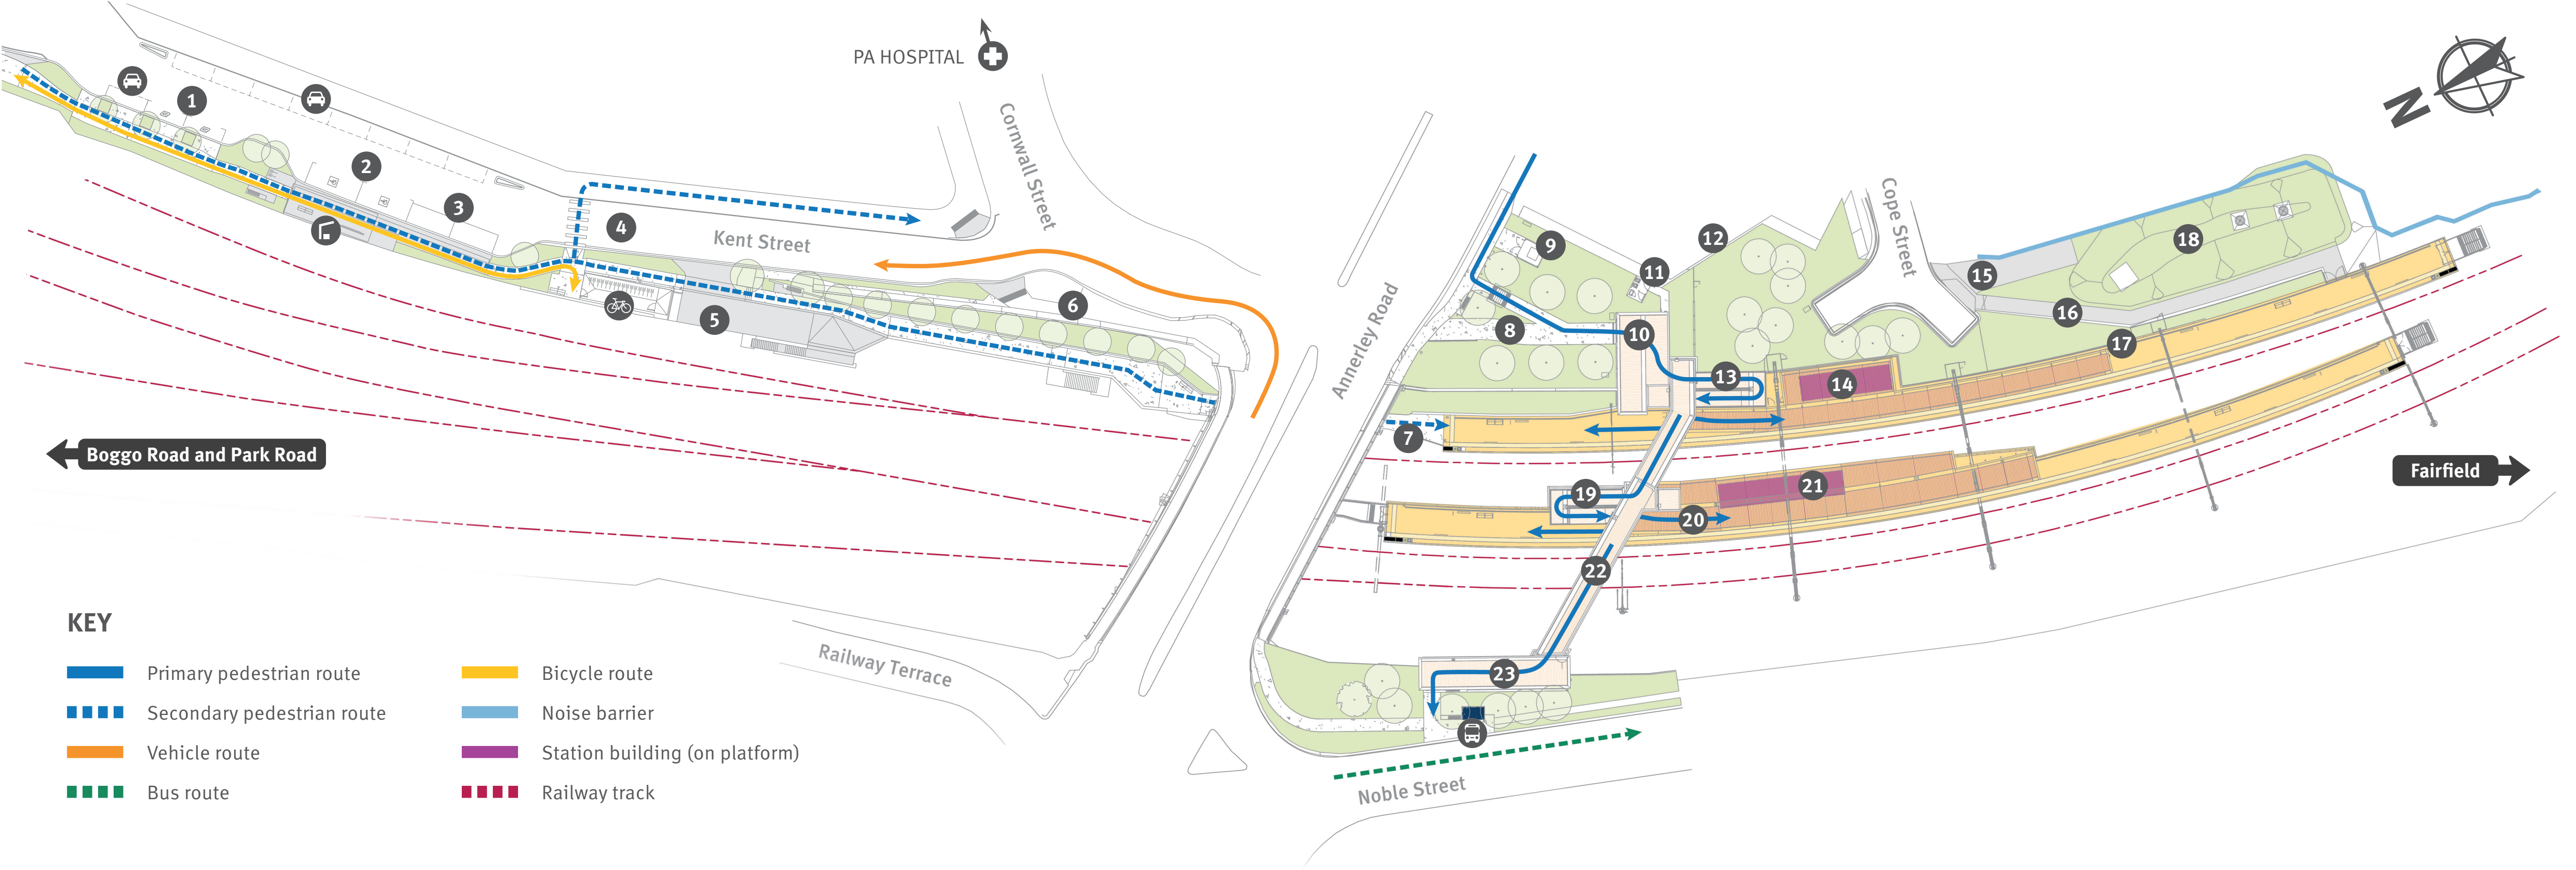 PA HOSPITAL
N
1
2
3
4
5
6
7
8
9
10
11
12
13
14
15
16
17
18
19
20
21
22
23
Cornwall Street
Kent Street
Annerley Road
Cope Street
Boggo Road and Park Road
Fairfield
Railway Terrace
Noble Street
KEY
Primary pedestrian route
Secondary pedestrian route
Vehicle route
Bus route
Bicycle route
Noise barrier
Station building (on platform)
Railway track